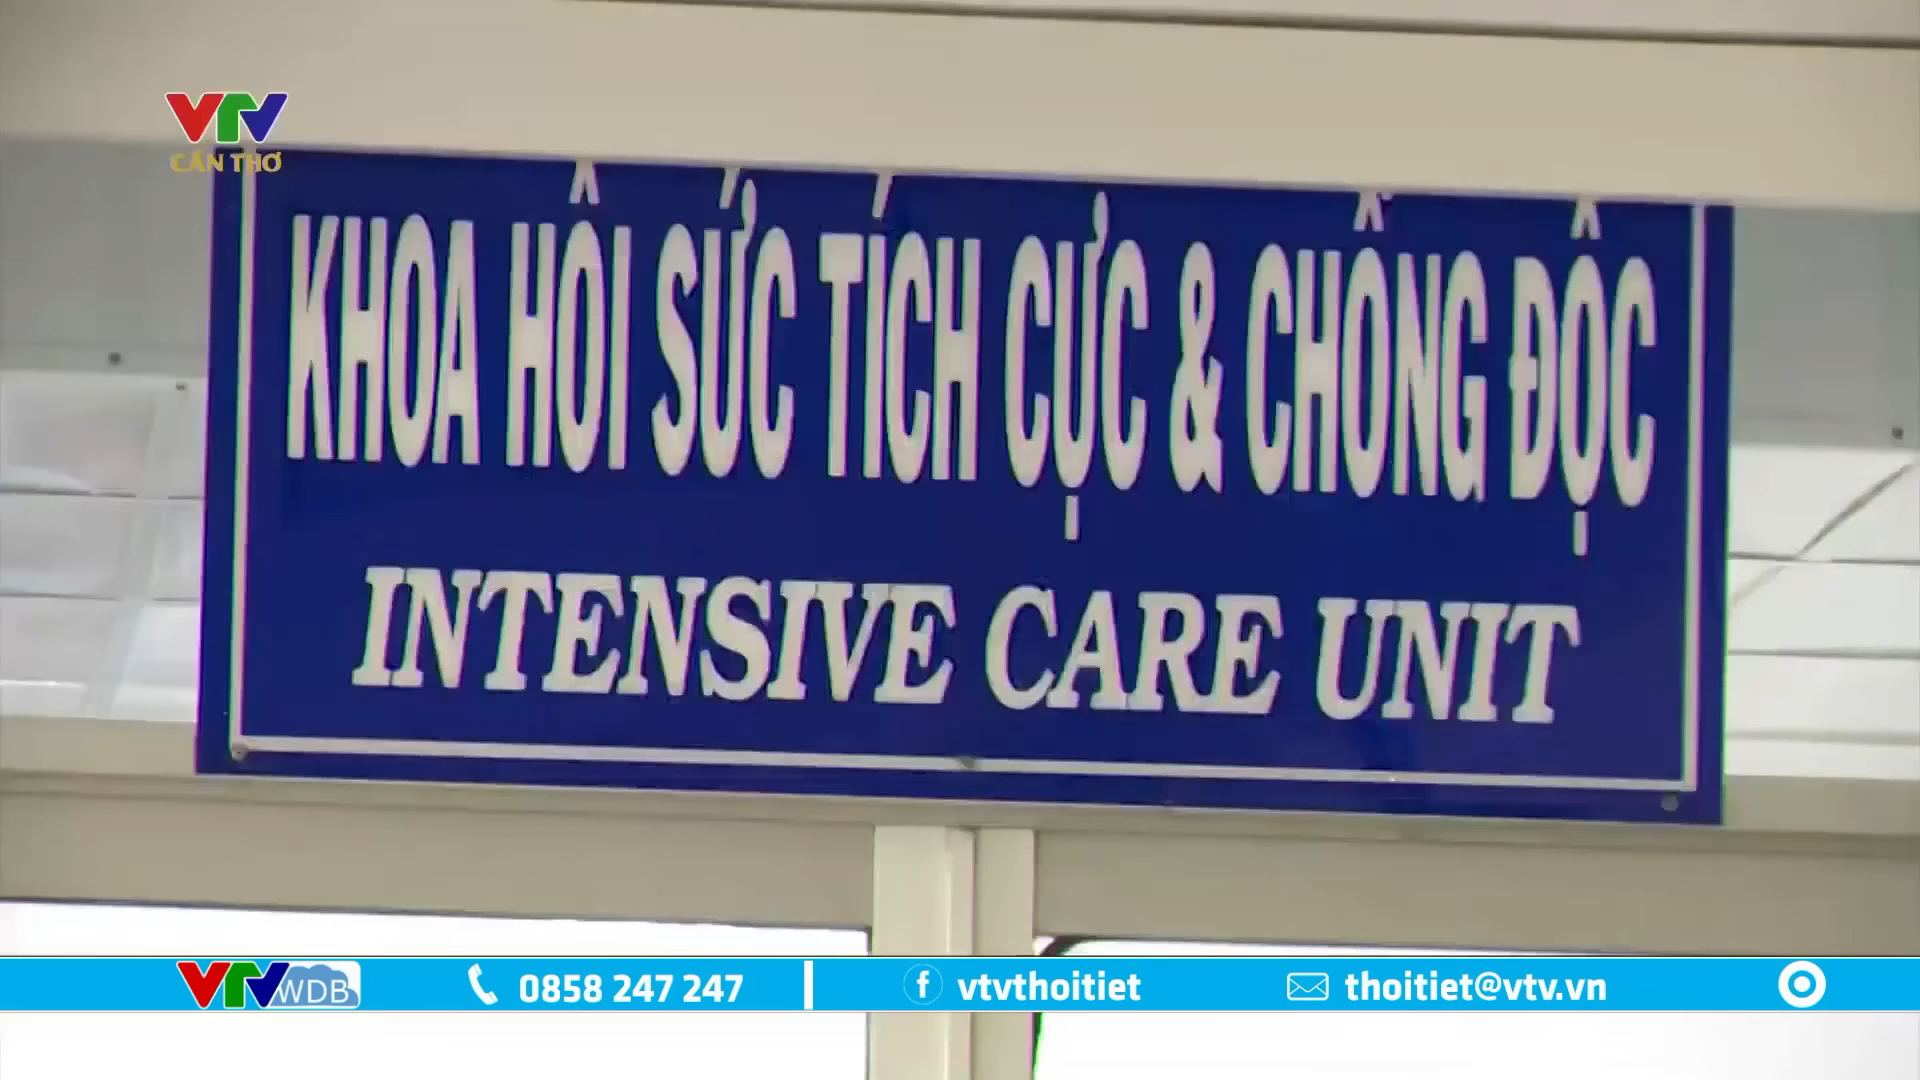 VTV
CẦN THƠ
KHOA HỒI SỨC TÍCH CỰC & CHỐNG ĐỘC
INTENSIVE CARE UNIT
VTV WDB 0858 247 247 vtvthoitiet thoitiet@vtv.vn